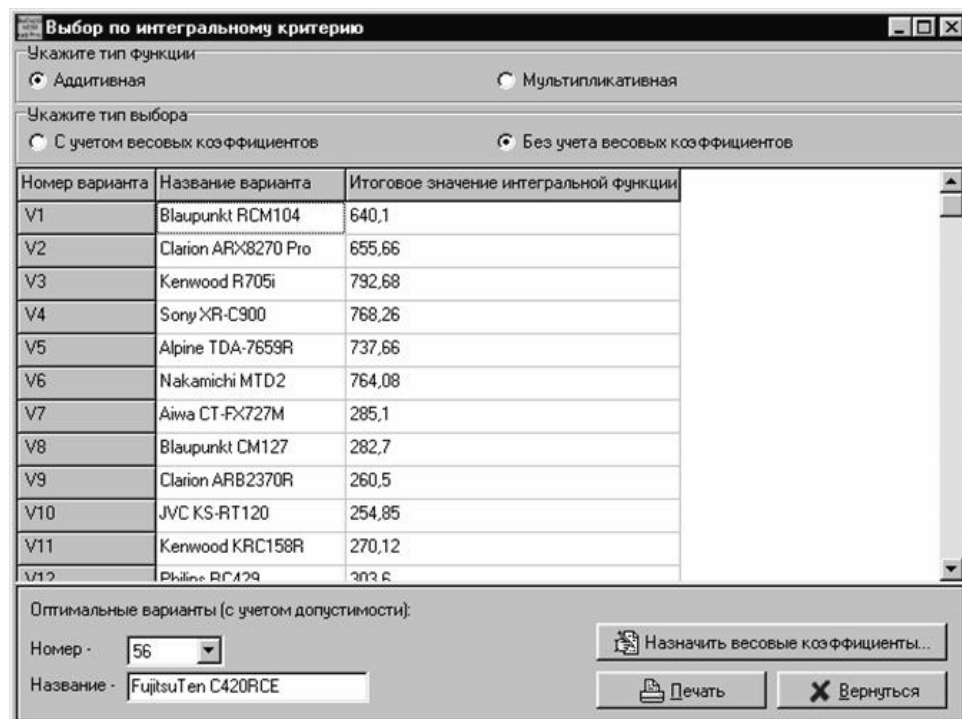 Выбор по интегральному критерию
Укажите тип функции
Аддитивная Мультипликативная
Укажите тип выбора
С учетом весовых коэффициентов Без учета весовых коэффициентов
Номер варианта Название варианта Итоговое значение интегральной функции
V1 Blaupunkt RCM104 640,1
V2 Clarion ARX8270 Pro 655,66
V3 Kenwood R705i 792,68
V4 Sony XR-C900 768,26
V5 Alpine TDA-7659R 737,66
V6 Nakamichi MTD2 764,08
V7 Aiwa CT-FX727M 285,1
V8 Blaupunkt CM127 282,7
V9 Clarion ARB2370R 260,5
V10 JVC KS-RT120 254,85
V11 Kenwood KRC158R 270,12
V12 Philips RC429 303,6
Оптимальные варианты (с учетом допустимости):
Номер - 56 Назначить весовые коэффициенты...
Название - FujitsuTen C420RCE Печать Вернуться